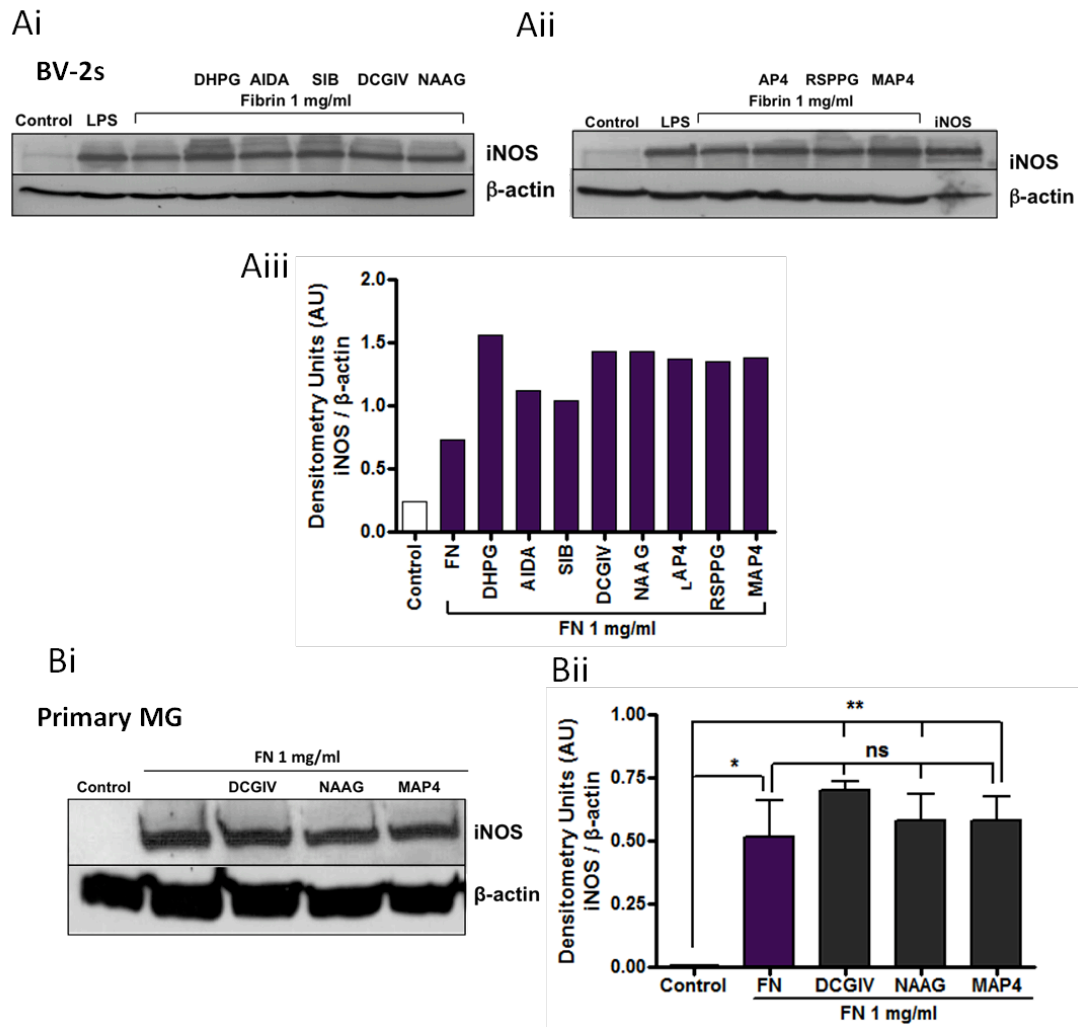 Ai
BV-2s
DHPG AIDA SIB DCGIV NAAG
Fibrin 1 mg/ml
Control LPS
iNOS
β-actin
Aii
AP4 RSPPG MAP4
Fibrin 1 mg/ml
Control LPS iNOS
iNOS
β-actin
Aiii
Densitometry Units (AU)
iNOS / β-actin
2.0
1.5
1.0
0.5
0.0
Control
FN
DHPG
AIDA
SIB
DCGIV
NAAG
LAP4
RSPPG
MAP4
FN 1 mg/ml
Bi
Primary MG
FN 1 mg/ml
Control DCGIV NAAG MAP4
iNOS
β-actin
Bii
Densitometry Units (AU)
iNOS / β-actin
1.00
0.75
0.50
0.25
0.00
**
*
ns
Control FN DCGIV NAAG MAP4
FN 1 mg/ml